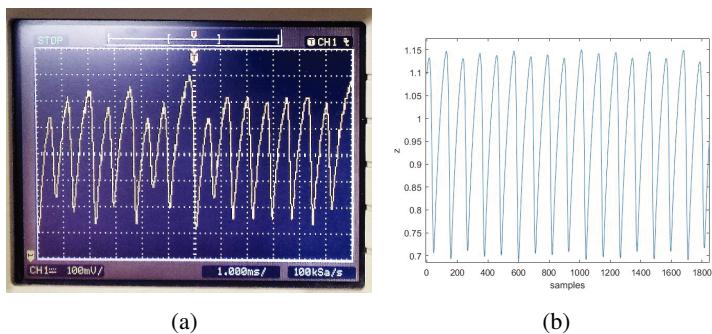 STOP
T CH1
T
CH1 100mV/
1.000ms/
100kSa/s
z
1.15
1.1
1.05
1
0.95
0.9
0.85
0.8
0.75
0.7
0 200 400 600 800 1000 1200 1400 1600 1800
samples
(a)
(b)